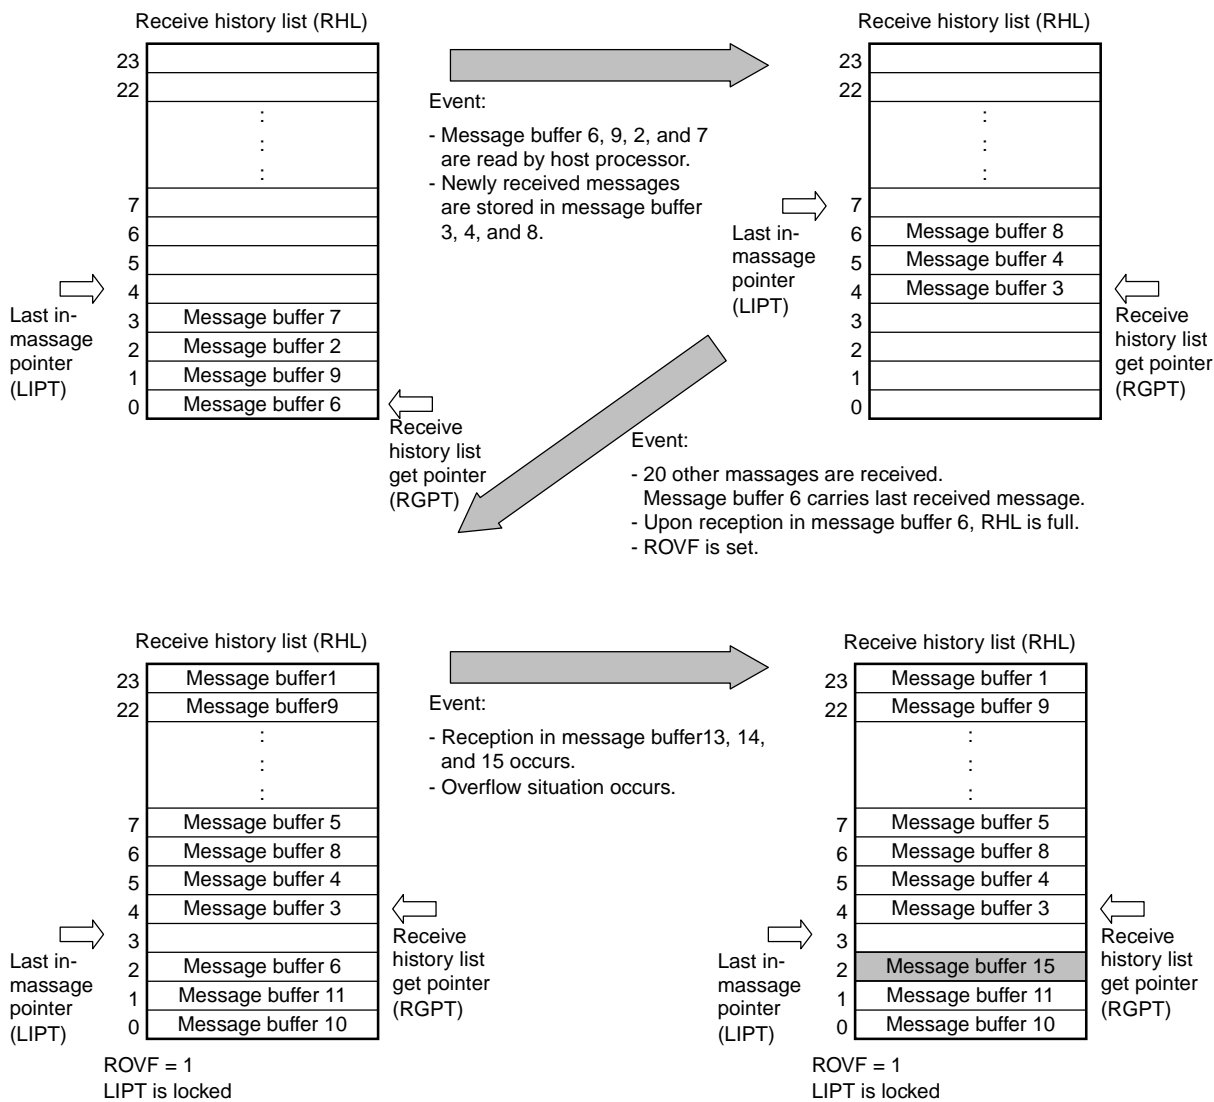 Receive history list (RHL)
23
22
:
:
:
7
6
5
4
3 Message buffer 7
2 Message buffer 2
1 Message buffer 9
0 Message buffer 6
Last in-
massage
pointer
(LIPT)
Receive
history list
get pointer
(RGPT)
Event:
- Message buffer 6, 9, 2, and 7
are read by host processor.
- Newly received messages
are stored in message buffer
3, 4, and 8.
Receive history list (RHL)
23
22
:
:
:
7
6 Message buffer 8
5 Message buffer 4
4 Message buffer 3
3
2
1
0
Last in-
massage
pointer
(LIPT)
Receive
history list
get pointer
(RGPT)
Event:
- 20 other massages are received.
Message buffer 6 carries last received message.
- Upon reception in message buffer 6, RHL is full.
- ROVF is set.
Receive history list (RHL)
23 Message buffer1
22 Message buffer9
:
:
:
7 Message buffer 5
6 Message buffer 8
5 Message buffer 4
4 Message buffer 3
3
2 Message buffer 6
1 Message buffer 11
0 Message buffer 10
Last in-
massage
pointer
(LIPT)
Receive
history list
get pointer
(RGPT)
ROVF = 1
LIPT is locked
Event:
- Reception in message buffer13, 14,
and 15 occurs.
- Overflow situation occurs.
Receive history list (RHL)
23 Message buffer 1
22 Message buffer 9
:
:
:
7 Message buffer 5
6 Message buffer 8
5 Message buffer 4
4 Message buffer 3
3
2 Message buffer 15
1 Message buffer 11
0 Message buffer 10
Last in-
massage
pointer
(LIPT)
Receive
history list
get pointer
(RGPT)
ROVF = 1
LIPT is locked